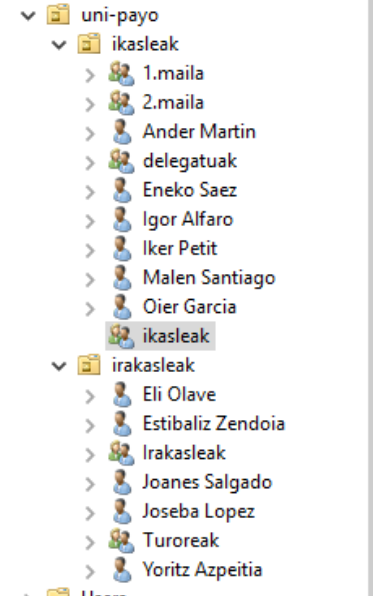 uni-payo
ikasleak
1.maila
2.maila
Ander Martin
delegatuak
Eneko Saez
Igor Alfaro
Iker Petit
Malen Santiago
Oier Garcia
ikasleak
irakasleak
Eli Olave
Estibaliz Zendoia
Irakasleak
Joanes Salgado
Joseba Lopez
Turoreak
Yoritz Azpeitia